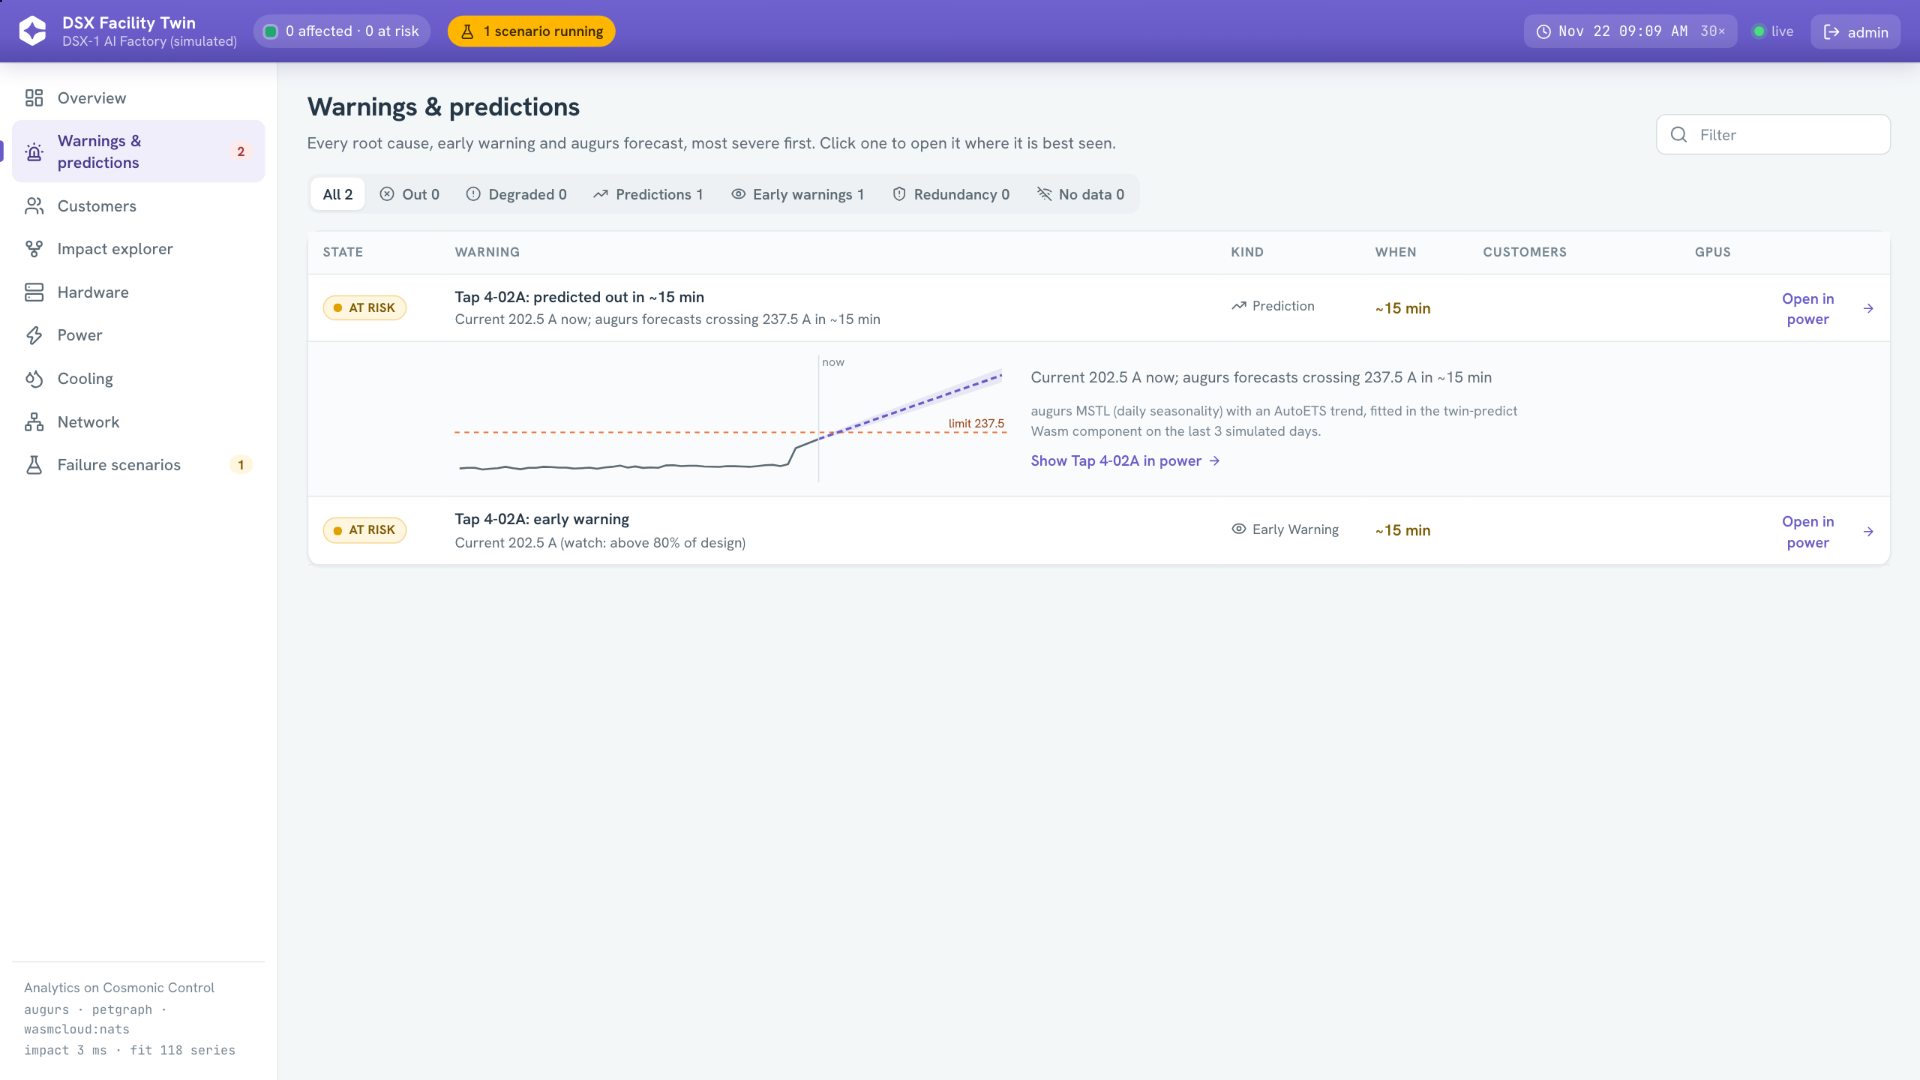 DSX Facility Twin
DSX-1 AI Factory (simulated)
0 affected · 0 at risk
1 scenario running
Nov 22 09:09 AM 30×
live
admin
Overview
Warnings &
predictions
2
Customers
Impact explorer
Hardware
Power
Cooling
Network
Failure scenarios
1
Analytics on Cosmonic Control
augurs · petgraph ·
wasmcloud:nats
impact 3 ms · fit 118 series
Warnings & predictions
Every root cause, early warning and augurs forecast, most severe first. Click one to open it where it is best seen.
Filter
All 2
Out 0
Degraded 0
Predictions 1
Early warnings 1
Redundancy 0
No data 0
STATE WARNING KIND WHEN CUSTOMERS GPUS
AT RISK
Tap 4-02A: predicted out in ~15 min
Current 202.5 A now; augurs forecasts crossing 237.5 A in ~15 min
Prediction
~15 min
Open in
power →
now
limit 237.5
Current 202.5 A now; augurs forecasts crossing 237.5 A in ~15 min
augurs MSTL (daily seasonality) with an AutoETS trend, fitted in the twin-predict
Wasm component on the last 3 simulated days.
Show Tap 4-02A in power →
AT RISK
Tap 4-02A: early warning
Current 202.5 A (watch: above 80% of design)
Early Warning
~15 min
Open in
power →